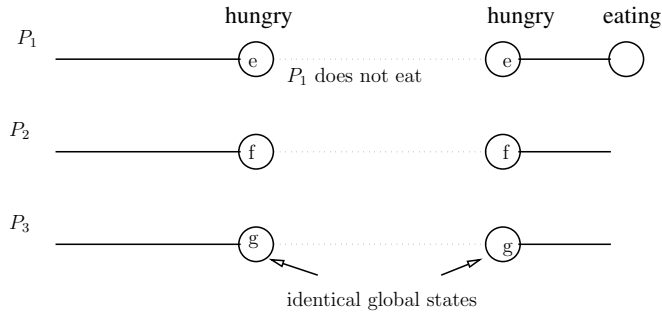 hungry hungry eating
P₁
e e
P₁ does not eat
P₂
f f
P₃
g g
identical global states